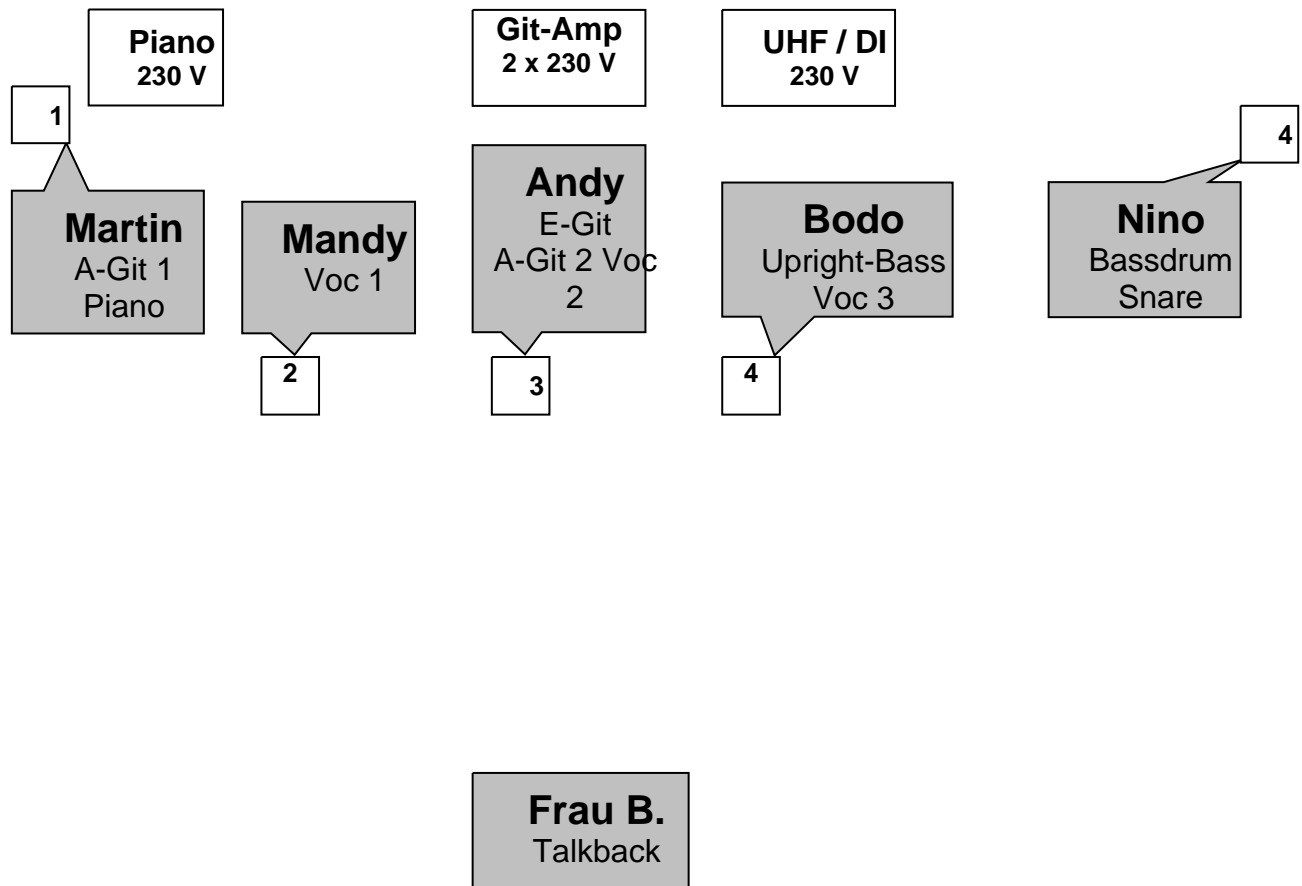 Piano
230 V
Git-Amp
2 x 230 V
UHF / DI
230 V
1
4
Martin
A-Git 1
Piano
Mandy
Voc 1
Andy
E-Git
A-Git 2 Voc
2
Bodo
Upright-Bass
Voc 3
Nino
Bassdrum
Snare
2
3
4
Frau B.
Talkback